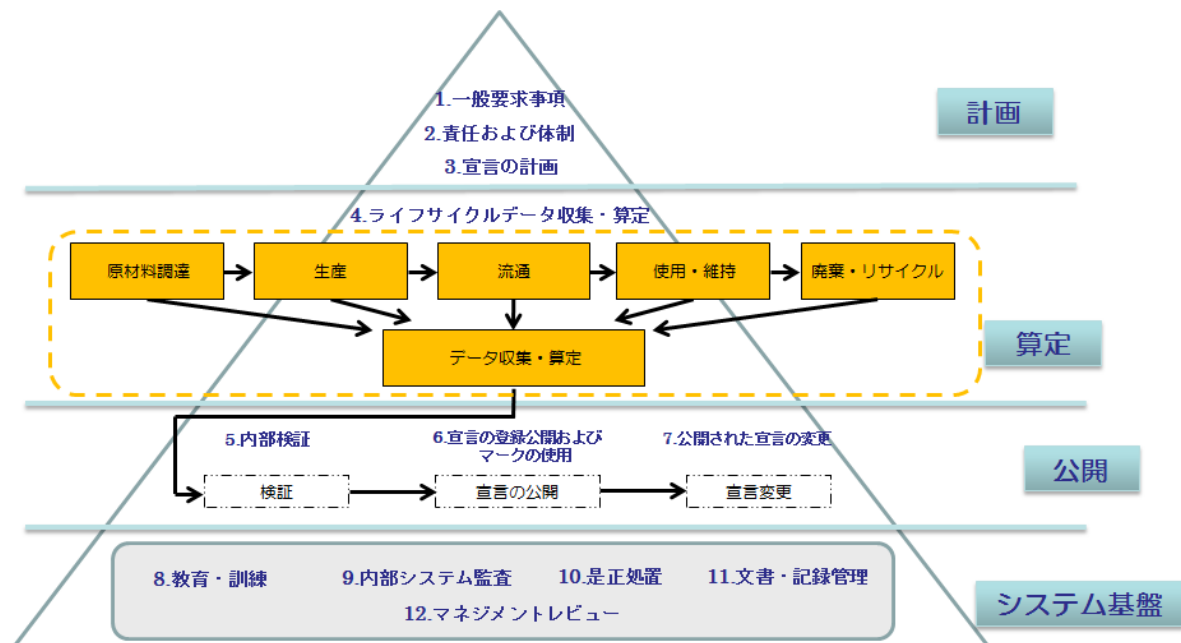 1.一般要求事項
2.責任および体制
3.宣言の計画
計画
4.ライフサイクルデータ収集・算定
原材料調達
生産
流通
使用・維持
廃棄・リサイクル
データ収集・算定
算定
5.内部検証
6.宣言の登録公開および
マークの使用
7.公開された宣言の変更
検証
宣言の公開
宣言変更
公開
8.教育・訓練
9.内部システム監査
10.是正処置
11.文書・記録管理
12.マネジメントレビュー
システム基盤